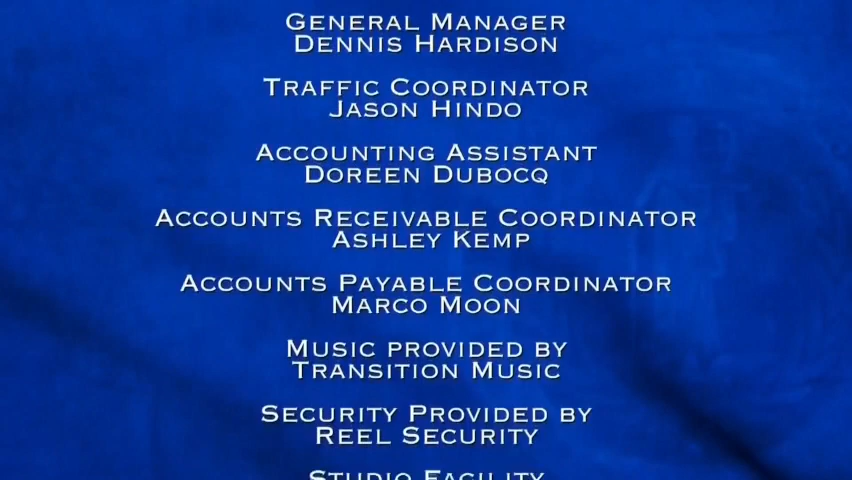 General Manager
Dennis Hardison
Traffic Coordinator
Jason Hindo
Accounting Assistant
Doreen Dubocq
Accounts Receivable Coordinator
Ashley Kemp
Accounts Payable Coordinator
Marco Moon
Music provided by
Transition Music
Security Provided by
Reel Security
Studio Facility